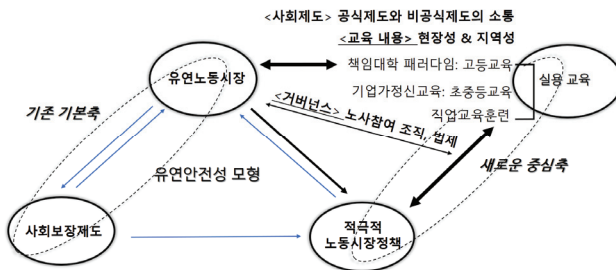 <사회제도> 공식제도와 비공식제도의 소통
<교육 내용> 현장성 & 지역성
책임대학 패러다임: 고등교육
유연노동시장
실용 교육
기업가정신교육: 초중등교육
기존 기본축
<거버넌스> 노사참여 조직, 법제
직업교육훈련
유연안전성 모형
새로운 중심축
사회보장제도
적극적
노동시장정책